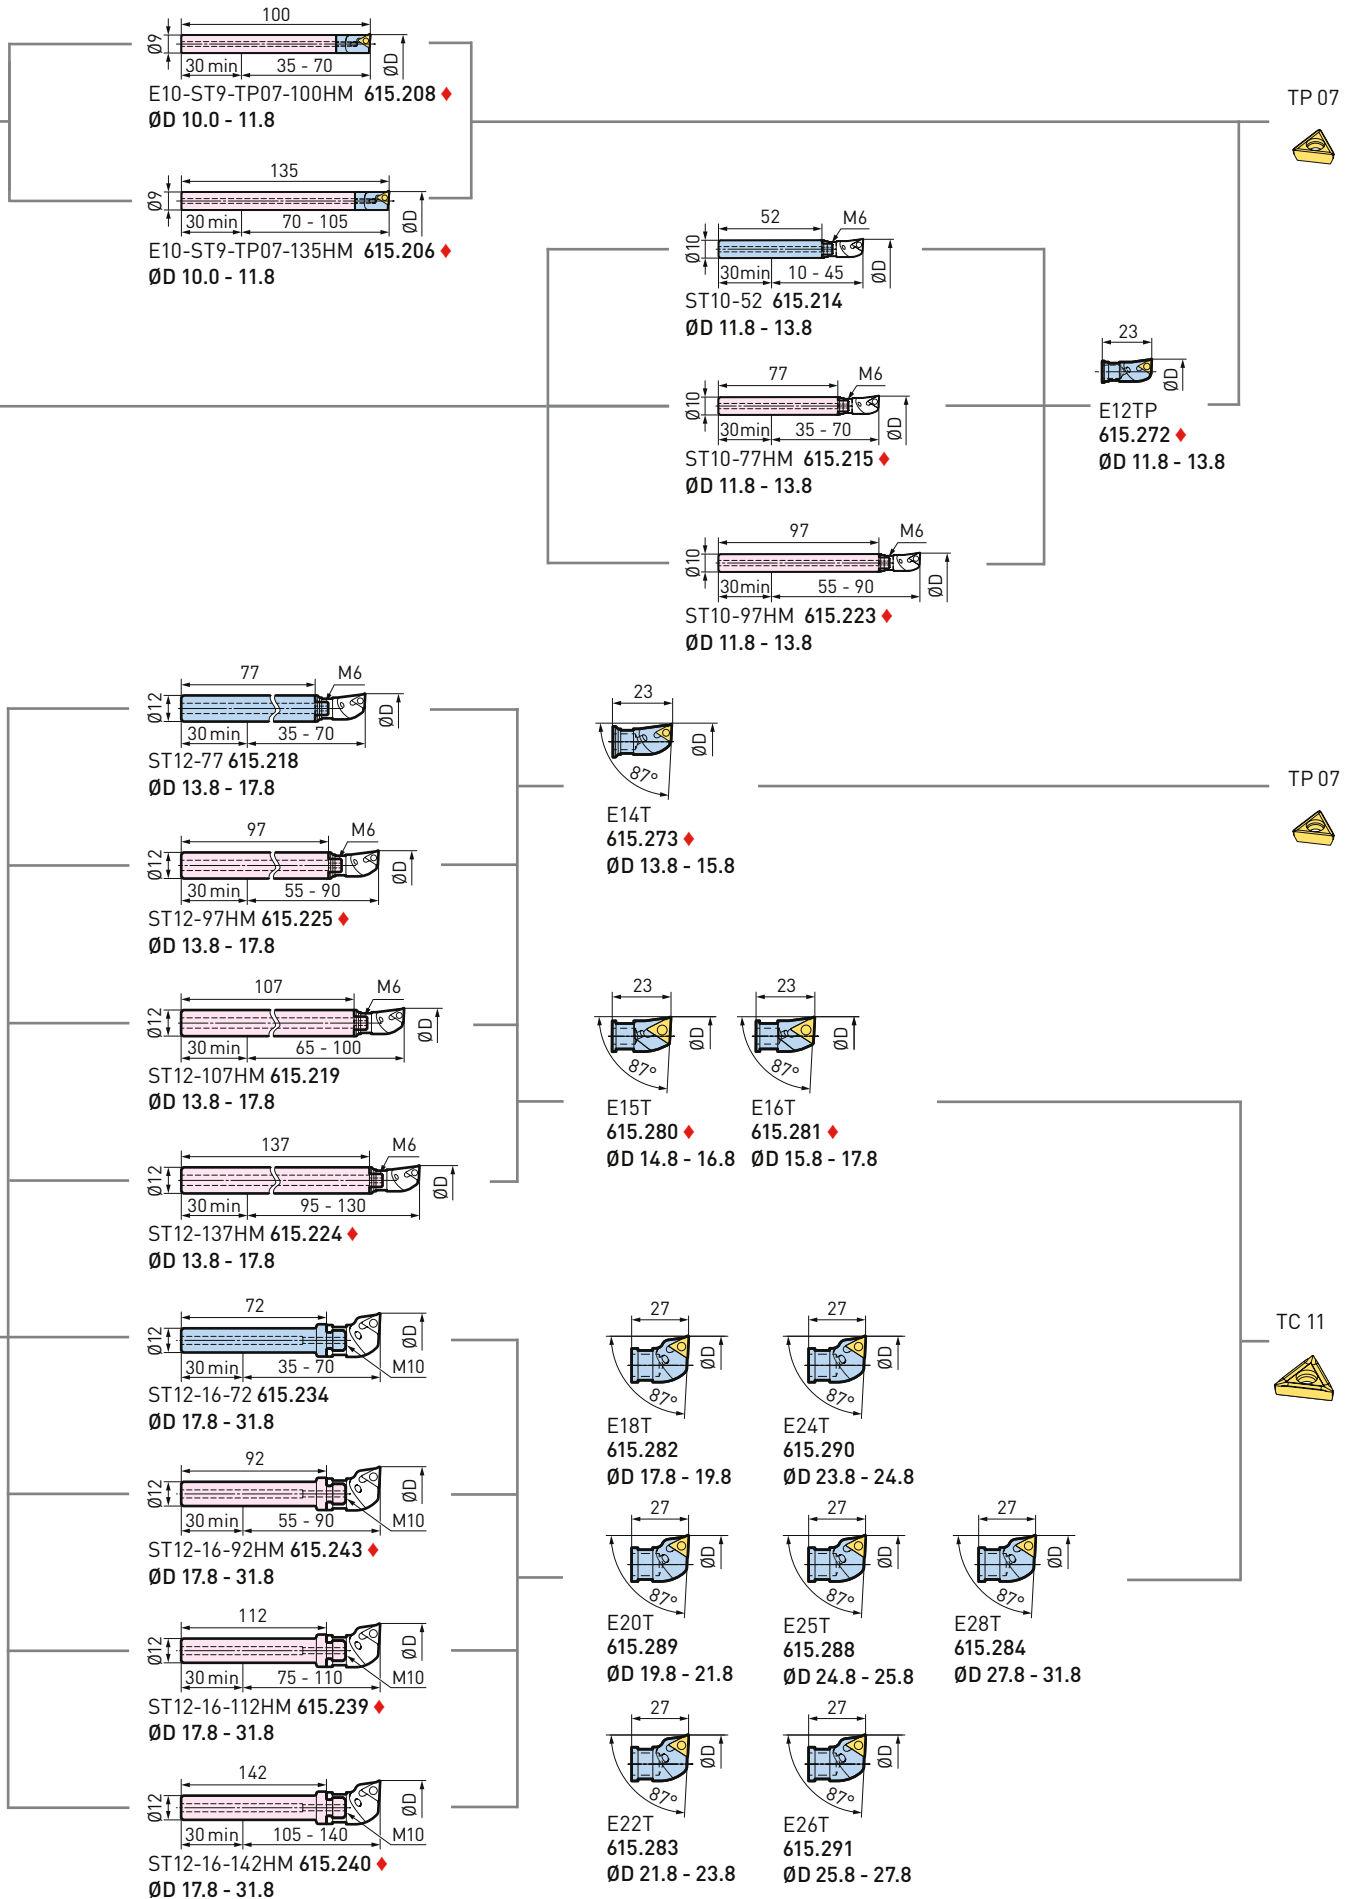 100
Ø9
30 min
35 - 70
ØD
E10-ST9-TP07-100HM 615.208 ♦
ØD 10.0 - 11.8
TP 07
135
Ø9
30 min
70 - 105
ØD
E10-ST9-TP07-135HM 615.206 ♦
ØD 10.0 - 11.8
52
M6
Ø10
30min
10 - 45
ØD
ST10-52 615.214
ØD 11.8 - 13.8
77
M6
Ø10
30min
35 - 70
ØD
ST10-77HM 615.215 ♦
ØD 11.8 - 13.8
23
ØD
E12TP
615.272 ♦
ØD 11.8 - 13.8
97
M6
Ø10
30min
55 - 90
ØD
ST10-97HM 615.223 ♦
ØD 11.8 - 13.8
77
M6
Ø12
30 min
35 - 70
ØD
ST12-77 615.218
ØD 13.8 - 17.8
23
ØD
87°
E14T
615.273 ♦
ØD 13.8 - 15.8
TP 07
97
M6
Ø12
30 min
55 - 90
ØD
ST12-97HM 615.225 ♦
ØD 13.8 - 17.8
107
M6
Ø12
30 min
65 - 100
ØD
ST12-107HM 615.219
ØD 13.8 - 17.8
23
ØD
87°
E15T
615.280 ♦
ØD 14.8 - 16.8
23
ØD
87°
E16T
615.281 ♦
ØD 15.8 - 17.8
137
M6
Ø12
30 min
95 - 130
ØD
ST12-137HM 615.224 ♦
ØD 13.8 - 17.8
72
Ø12
30 min
35 - 70
ØD
M10
ST12-16-72 615.234
ØD 17.8 - 31.8
27
ØD
87°
E18T
615.282
ØD 17.8 - 19.8
27
ØD
87°
E24T
615.290
ØD 23.8 - 24.8
TC 11
92
Ø12
30 min
55 - 90
ØD
M10
ST12-16-92HM 615.243 ♦
ØD 17.8 - 31.8
27
ØD
87°
E20T
615.289
ØD 19.8 - 21.8
27
ØD
87°
E25T
615.288
ØD 24.8 - 25.8
27
ØD
87°
E28T
615.284
ØD 27.8 - 31.8
112
Ø12
30 min
75 - 110
ØD
M10
ST12-16-112HM 615.239 ♦
ØD 17.8 - 31.8
27
ØD
87°
E22T
615.283
ØD 21.8 - 23.8
27
ØD
87°
E26T
615.291
ØD 25.8 - 27.8
142
Ø12
30 min
105 - 140
ØD
M10
ST12-16-142HM 615.240 ♦
ØD 17.8 - 31.8